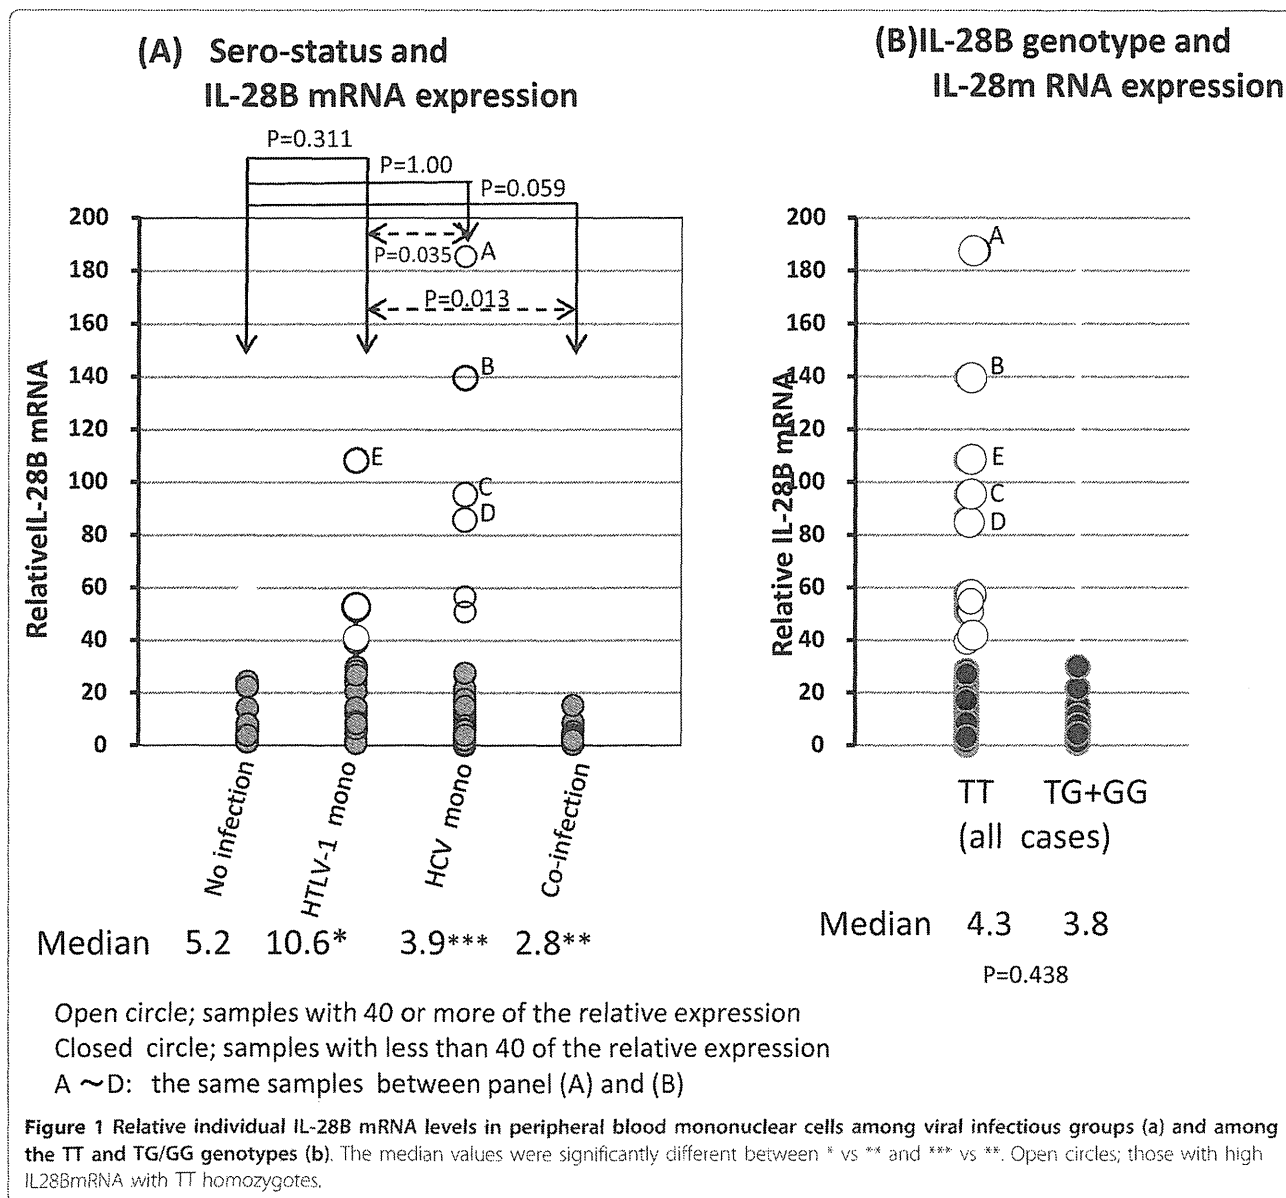 (A) Sero-status and
IL-28B mRNA expression
P=0.311
P=1.00
P=0.059
P=0.035
P=0.013
RelativeIL-28B mRNA
200
180
160
140
120
100
80
60
40
20
0
A
B
E
C
D
No infection
HTLV-1 mono
HCV mono
Co-infection
Median 5.2 10.6* 3.9*** 2.8**
(B)IL-28B genotype and
IL-28m RNA expression
Relative IL-28B mRNA
200
180
160
140
120
100
80
60
40
20
0
A
B
E
C
D
TT TG+GG
(all cases)
Median 4.3 3.8
P=0.438
Open circle; samples with 40 or more of the relative expression
Closed circle; samples with less than 40 of the relative expression
A ~D: the same samples between panel (A) and (B)
Figure 1 Relative individual IL-28B mRNA levels in peripheral blood mononuclear cells among viral infectious groups (a) and among
the TT and TG/GG genotypes (b). The median values were significantly different between * vs ** and *** vs **. Open circles; those with high
IL28BmRNA with TT homozygotes.